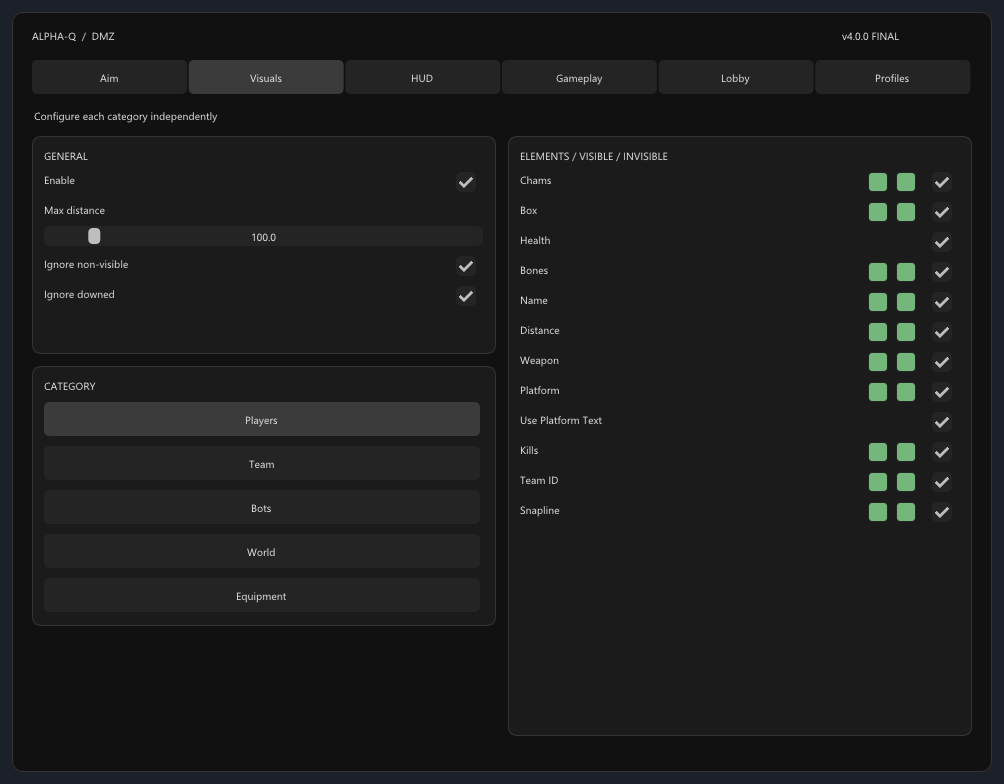 ALPHA-Q / DMZ
v4.0.0 FINAL
Aim
Visuals
HUD
Gameplay
Lobby
Profiles
Configure each category independently
GENERAL
Enable
Max distance
100.0
Ignore non-visible
Ignore downed
CATEGORY
Players
Team
Bots
World
Equipment
ELEMENTS / VISIBLE / INVISIBLE
Chams
Box
Health
Bones
Name
Distance
Weapon
Platform
Use Platform Text
Kills
Team ID
Snapline